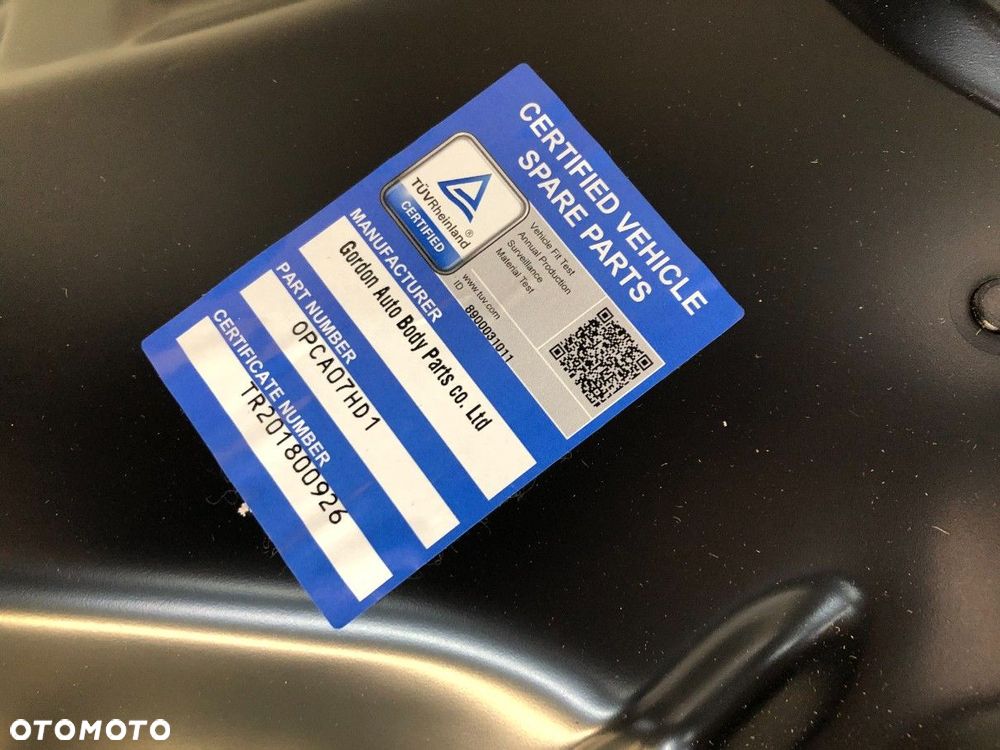 CERTIFIED VEHICLE
SPARE PARTS
TÜVRheinland®
CERTIFIED
Vehicle Fit Test
Annual Production
Surveillance
Material Test
www.tuv.com
ID 8900031011
MANUFACTURER
Gordon Auto Body Parts co. Ltd
PART NUMBER
OPCA07HD1
CERTIFICATE NUMBER
TR201800926
OTOMOTO